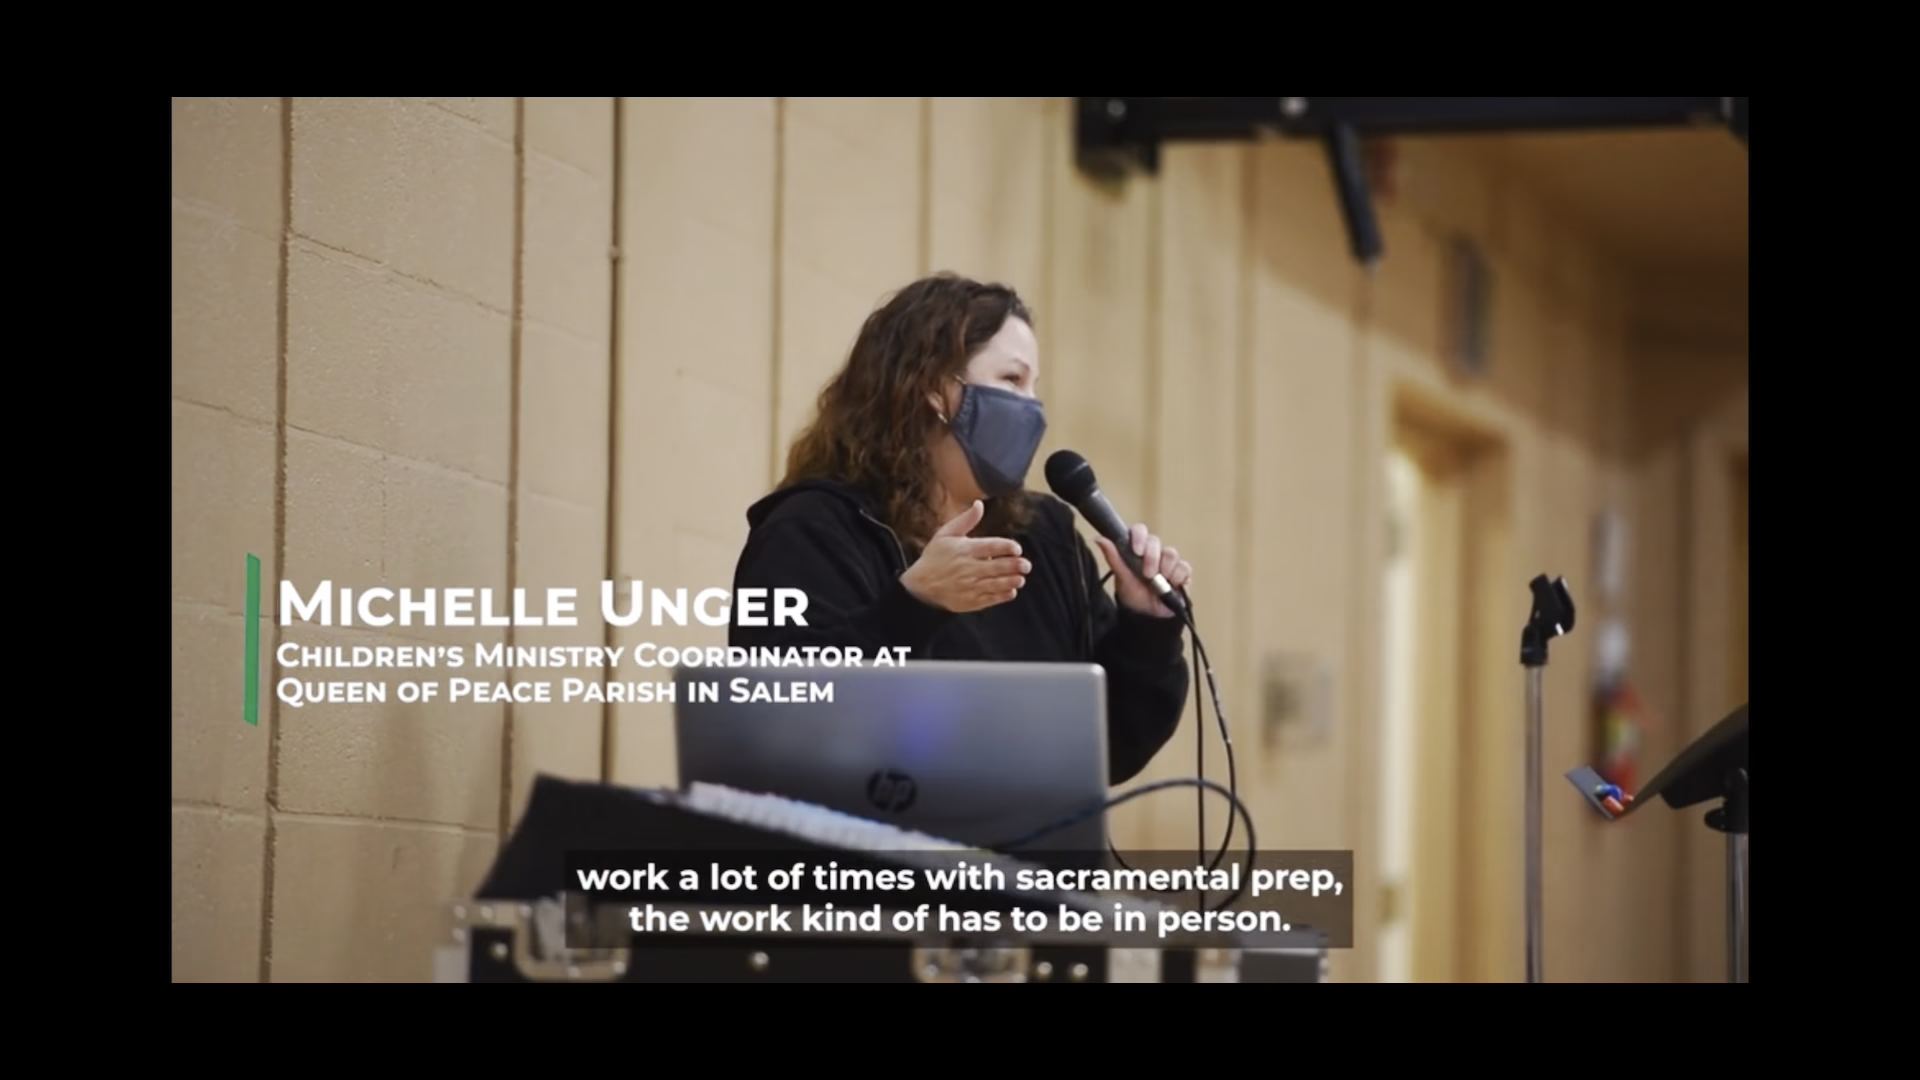 Michelle Unger
Children's Ministry Coordinator at
Queen of Peace Parish in Salem
hp
work a lot of times with sacramental prep,
the work kind of has to be in person.